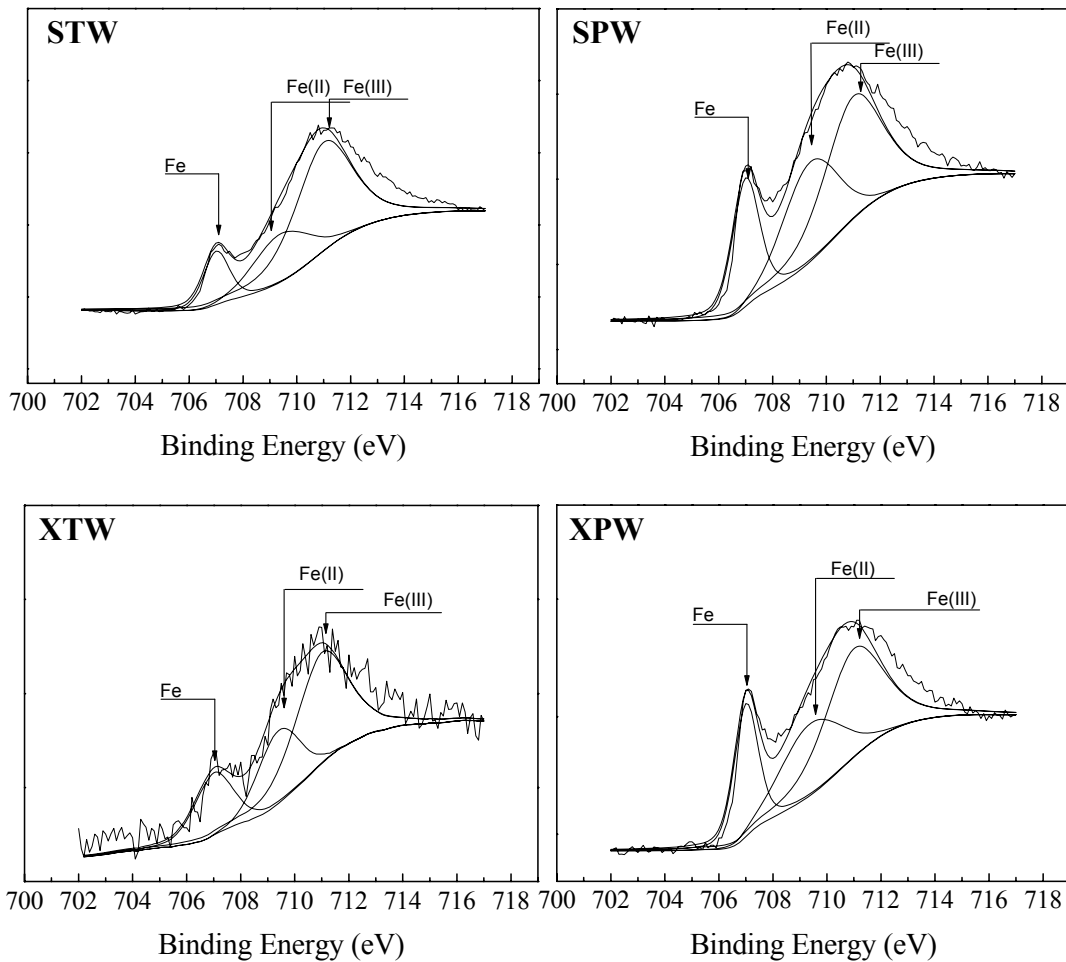 STW
Fe(II) Fe(III)
Fe
700 702 704 706 708 710 712 714 716 718
Binding Energy (eV)
SPW
Fe(II)
Fe(III)
Fe
700 702 704 706 708 710 712 714 716 718
Binding Energy (eV)
XTW
Fe(II)
Fe(III)
Fe
700 702 704 706 708 710 712 714 716 718
Binding Energy (eV)
XPW
Fe(II)
Fe(III)
Fe
700 702 704 706 708 710 712 714 716 718
Binding Energy (eV)